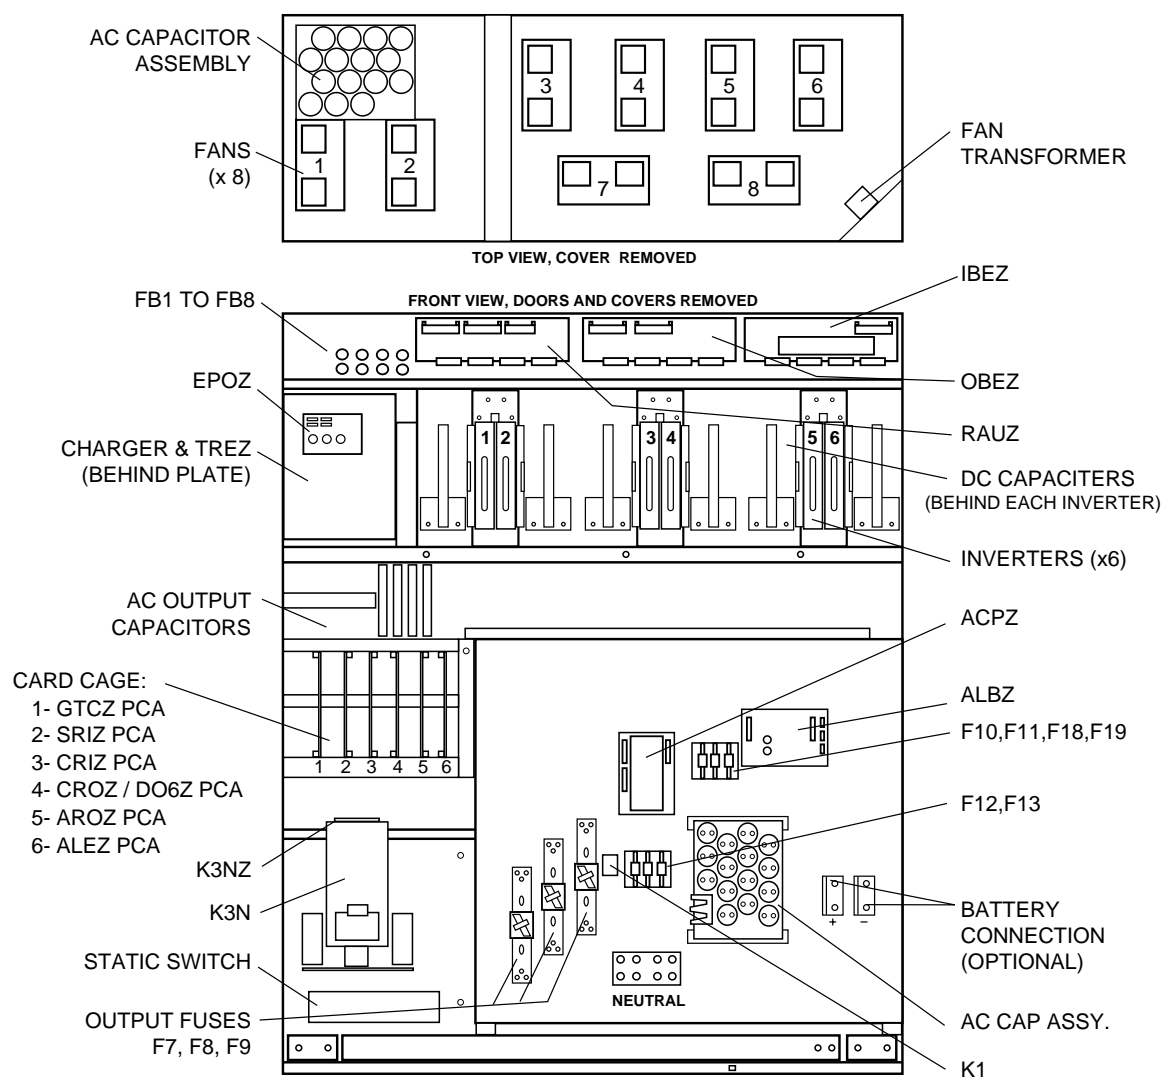 AC CAPACITOR
ASSEMBLY
FANS
(x 8)
1
2
3
4
5
6
7
8
FAN
TRANSFORMER
TOP VIEW, COVER REMOVED
FRONT VIEW, DOORS AND COVERS REMOVED
FB1 TO FB8
EPOZ
CHARGER & TREZ
(BEHIND PLATE)
1 2
3 4
5 6
IBEZ
OBEZ
RAUZ
DC CAPACITERS
(BEHIND EACH INVERTER)
INVERTERS (x6)
AC OUTPUT
CAPACITORS
CARD CAGE:
1- GTCZ PCA
2- SRIZ PCA
3- CRIZ PCA
4- CROZ / DO6Z PCA
5- AROZ PCA
6- ALEZ PCA
1 2 3 4 5 6
K3NZ
K3N
STATIC SWITCH
OUTPUT FUSES
F7, F8, F9
NEUTRAL
+ –
ACPZ
ALBZ
F10,F11,F18,F19
F12,F13
BATTERY
CONNECTION
(OPTIONAL)
AC CAP ASSY.
K1